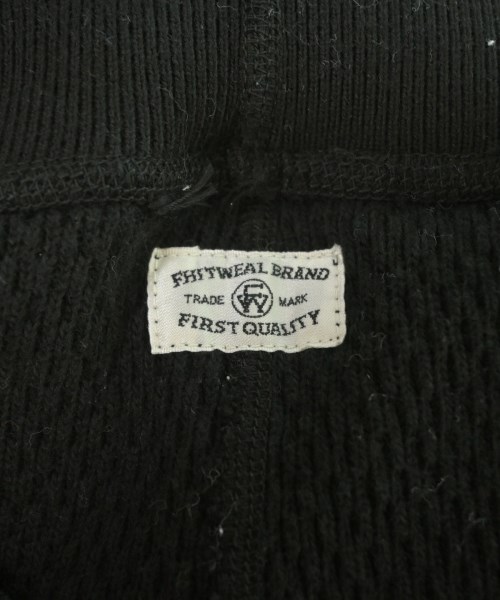 FHITWEAL BRAND
TRADE FW MARK
FIRST QUALITY